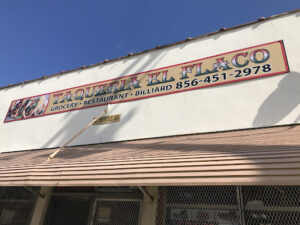 TAQUERIA EL FLACO
GROCERY • RESTAURANT • BILLIARD 856-451-2978